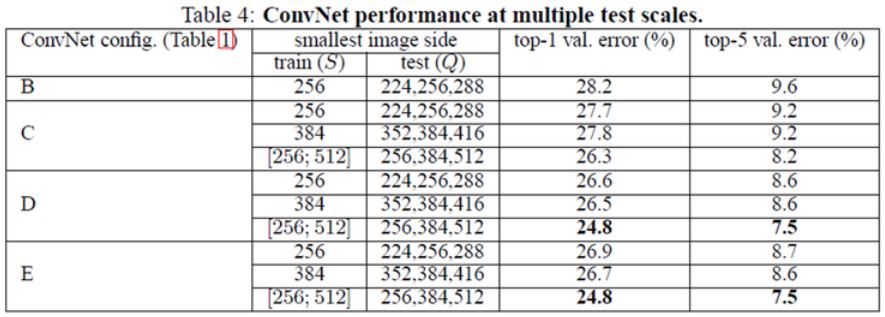 Table 4: ConvNet performance at multiple test scales.
ConvNet config. (Table 1) smallest image side top-1 val. error (%) top-5 val. error (%)
train (S) test (Q)
B 256 224,256,288 28.2 9.6
256 224,256,288 27.7 9.2
C 384 352,384,416 27.8 9.2
[256; 512] 256,384,512 26.3 8.2
256 224,256,288 26.6 8.6
D 384 352,384,416 26.5 8.6
[256; 512] 256,384,512 24.8 7.5
256 224,256,288 26.9 8.7
E 384 352,384,416 26.7 8.6
[256; 512] 256,384,512 24.8 7.5